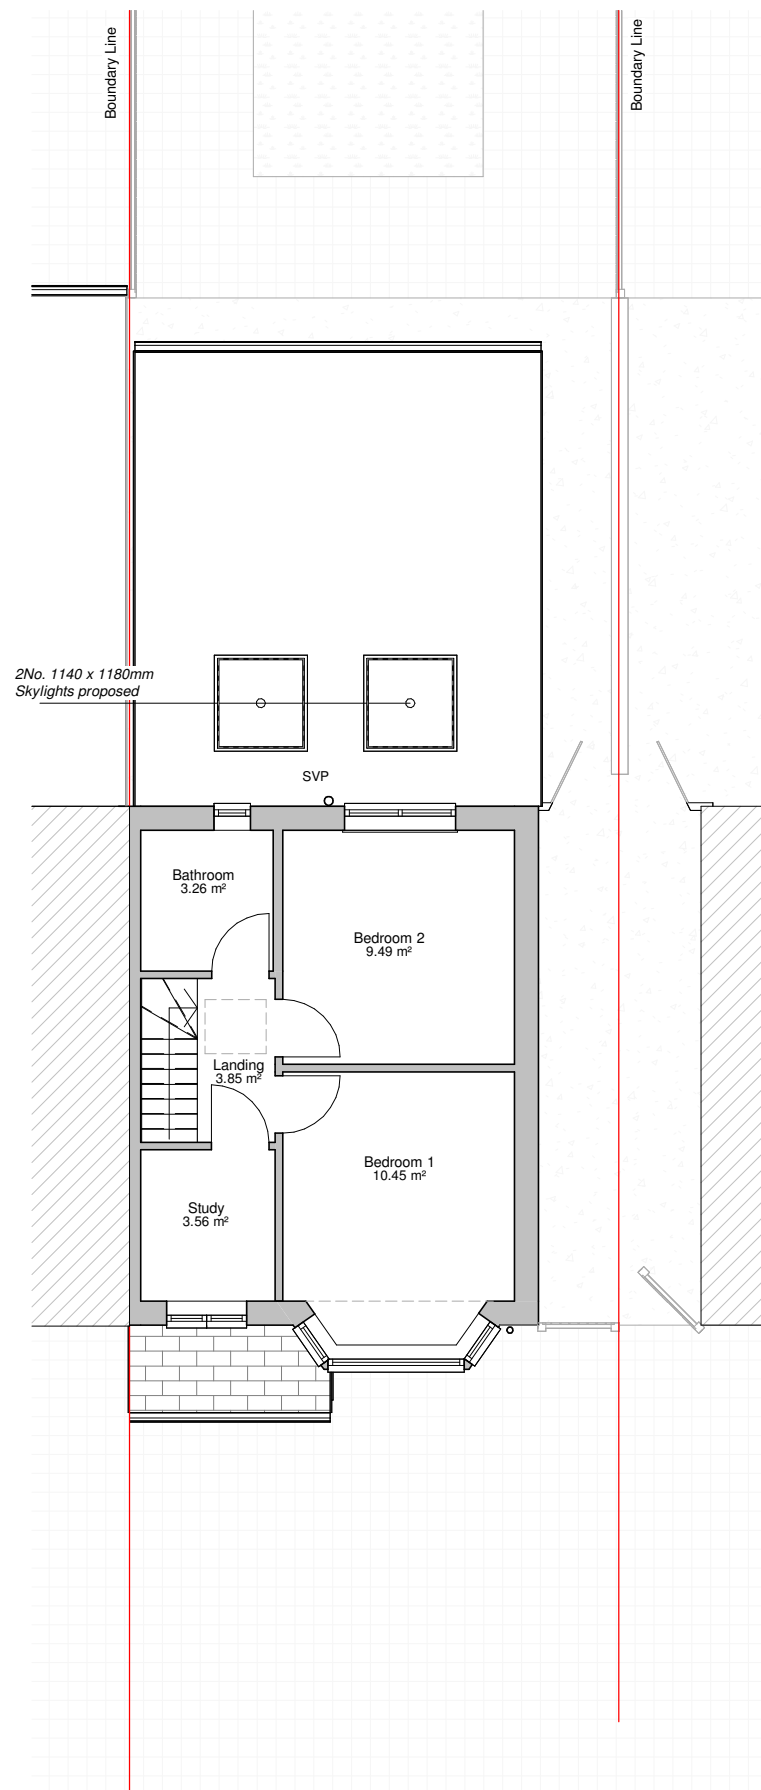 Boundary Line
Boundary Line
2No. 1140 x 1180mm
Skylights proposed
SVP
Bathroom
3.26 m²
Bedroom 2
9.49 m²
Landing
3.85 m²
Bedroom 1
10.45 m²
Study
3.56 m²